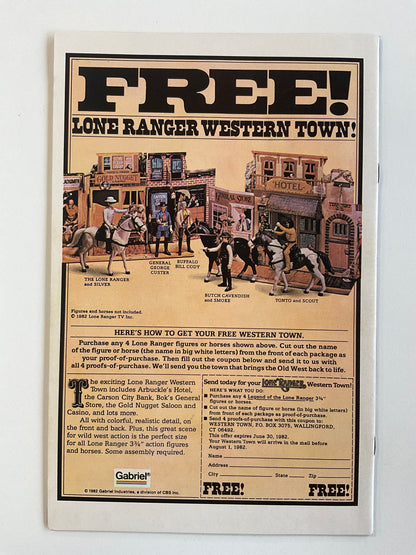 FREE!
LONE RANGER WESTERN TOWN!
GOLD NUGGET
GENERAL STORE
HOTEL
THE LONE RANGER
and SILVER
GENERAL
GEORGE
CUSTER
BUFFALO
BILL CODY
BUTCH CAVENDISH
and SMOKE
TONTO and SCOUT
Figures and horses not included.
© 1982 Lone Ranger TV Inc.
HERE'S HOW TO GET YOUR FREE WESTERN TOWN.
Purchase any 4 Lone Ranger figures or horses shown above. Cut out the name
of the figure or horse (the name in big white letters) from the front of each package as
your proof-of-purchase. Then fill out the coupon below and send it to us with
all 4 proofs-of-purchase. We'll send you the town that brings the Old West back to life.
The exciting Lone Ranger Western
Town includes Arbuckle's Hotel,
the Carson City Bank, Bok's General
Store, the Gold Nugget Saloon and
Casino, and lots more.
All with colorful, realistic detail, on
the front and back. Plus, this great scene
for wild west action is the perfect size
for all Lone Ranger 3¾" action figures
and horses. Some assembly required.
Gabriel®
© 1982 Gabriel Industries, a division of CBS Inc.
Send today for your LONE RANGER Western Town!
HERE'S WHAT YOU DO:
Purchase any 4 Legend of the Lone Ranger 3¾"
figures or horses.
Cut out the name of figure or horse (in big white letters)
from front of each package as proof-of-purchase.
Send 4 proofs-of-purchase with this coupon to:
WESTERN TOWN, P.O. BOX 3075, WALLINGFORD,
CT 06494
This offer expires June 30, 1982.
Your Western Town will arrive in the mail before
August 1, 1982.
Name
Address
City State Zip
FREE! FREE!